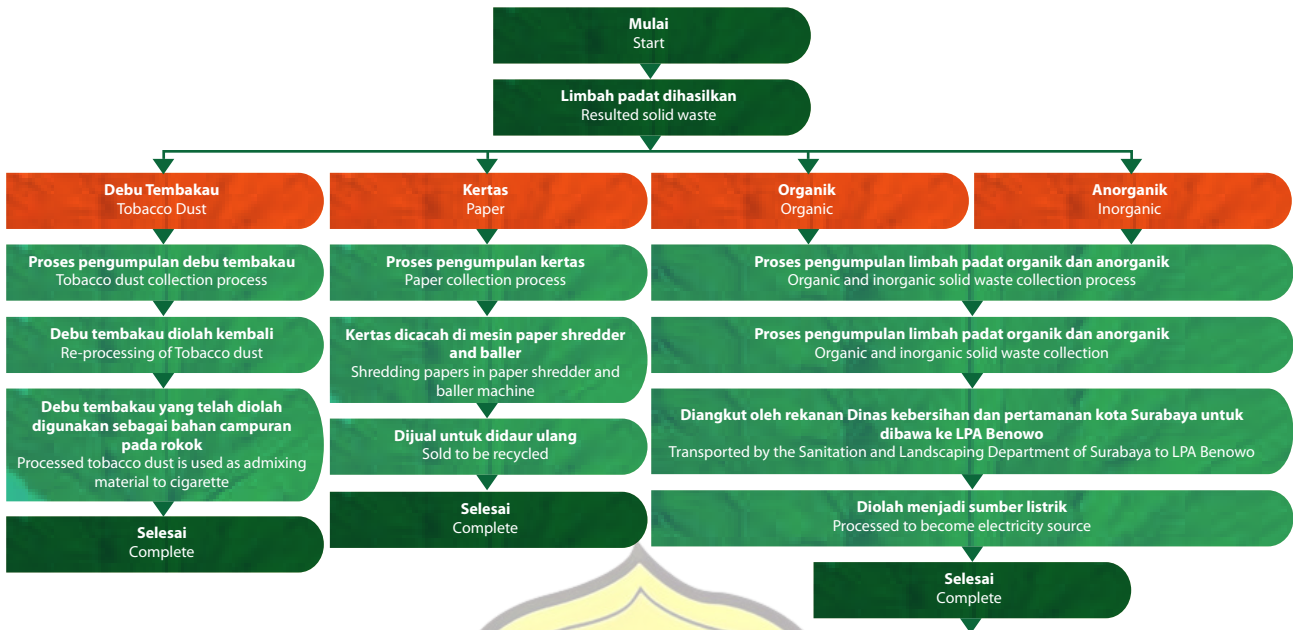 Mulai
Start
Limbah padat dihasilkan
Resulted solid waste
Debu Tembakau
Tobacco Dust
Kertas
Paper
Organik
Organic
Anorganik
Inorganic
Proses pengumpulan debu tembakau
Tobacco dust collection process
Debu tembakau diolah kembali
Re-processing of Tobacco dust
Debu tembakau yang telah diolah
digunakan sebagai bahan campuran
pada rokok
Processed tobacco dust is used as admixing
material to cigarette
Selesai
Complete
Proses pengumpulan kertas
Paper collection process
Kertas dicacah di mesin paper shredder
and baller
Shredding papers in paper shredder and
baller machine
Dijual untuk didaur ulang
Sold to be recycled
Selesai
Complete
Proses pengumpulan limbah padat organik dan anorganik
Organic and inorganic solid waste collection process
Proses pengumpulan limbah padat organik dan anorganik
Organic and inorganic solid waste collection
Diangkut oleh rekanan Dinas kebersihan dan pertamanan kota Surabaya untuk
dibawa ke LPA Benowo
Transported by the Sanitation and Landscaping Department of Surabaya to LPA Benowo
Diolah menjadi sumber listrik
Processed to become electricity source
Selesai
Complete